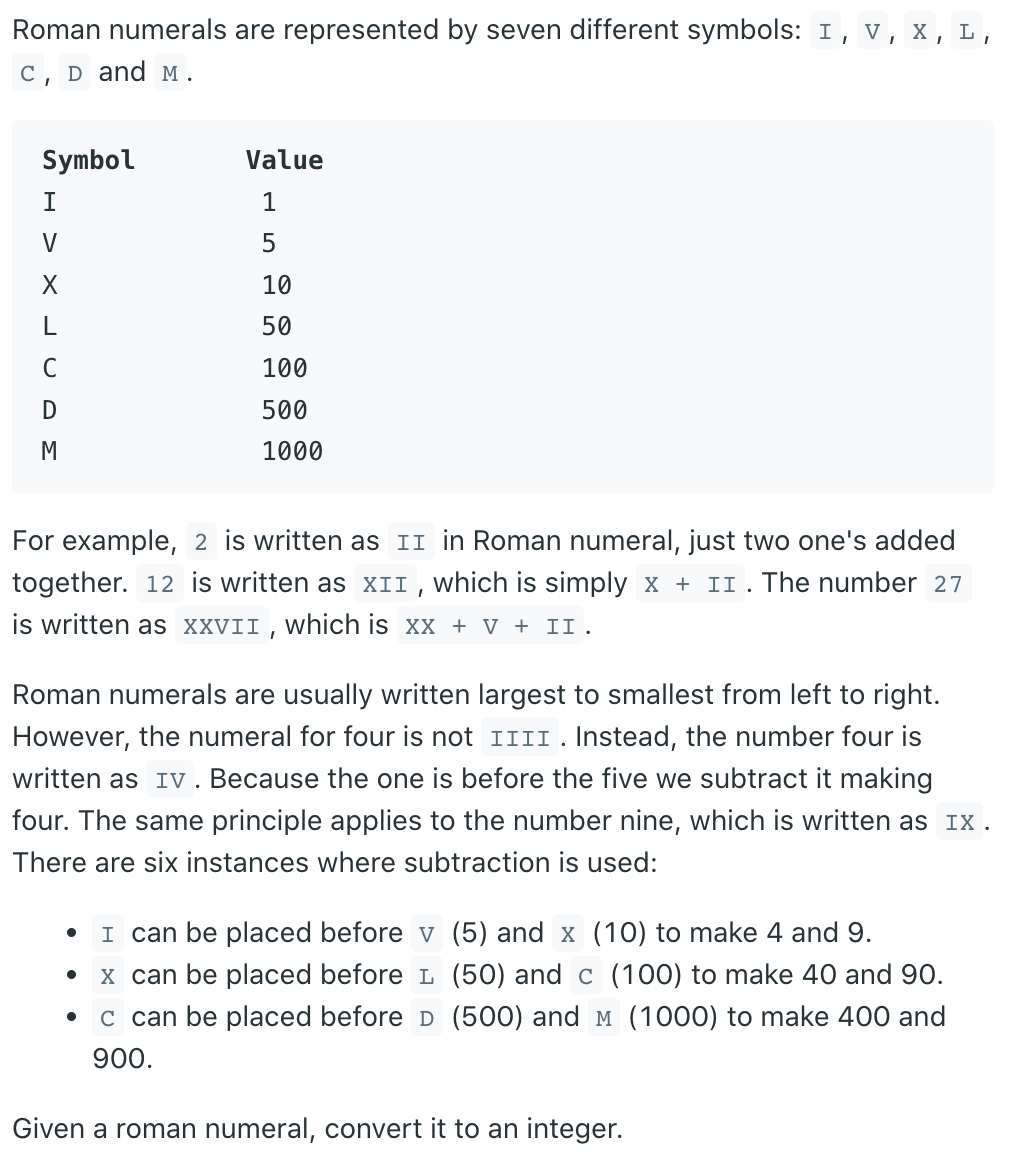 Roman numerals are represented by seven different symbols: I, V, X, L,
C, D and M.
Symbol Value
I 1
V 5
X 10
L 50
C 100
D 500
M 1000
For example, 2 is written as II in Roman numeral, just two one's added
together. 12 is written as XII, which is simply X + II. The number 27
is written as XXVII, which is XX + V + II.
Roman numerals are usually written largest to smallest from left to right.
However, the numeral for four is not IIII. Instead, the number four is
written as IV. Because the one is before the five we subtract it making
four. The same principle applies to the number nine, which is written as IX.
There are six instances where subtraction is used:
• I can be placed before V (5) and X (10) to make 4 and 9.
• X can be placed before L (50) and C (100) to make 40 and 90.
• C can be placed before D (500) and M (1000) to make 400 and
900.
Given a roman numeral, convert it to an integer.